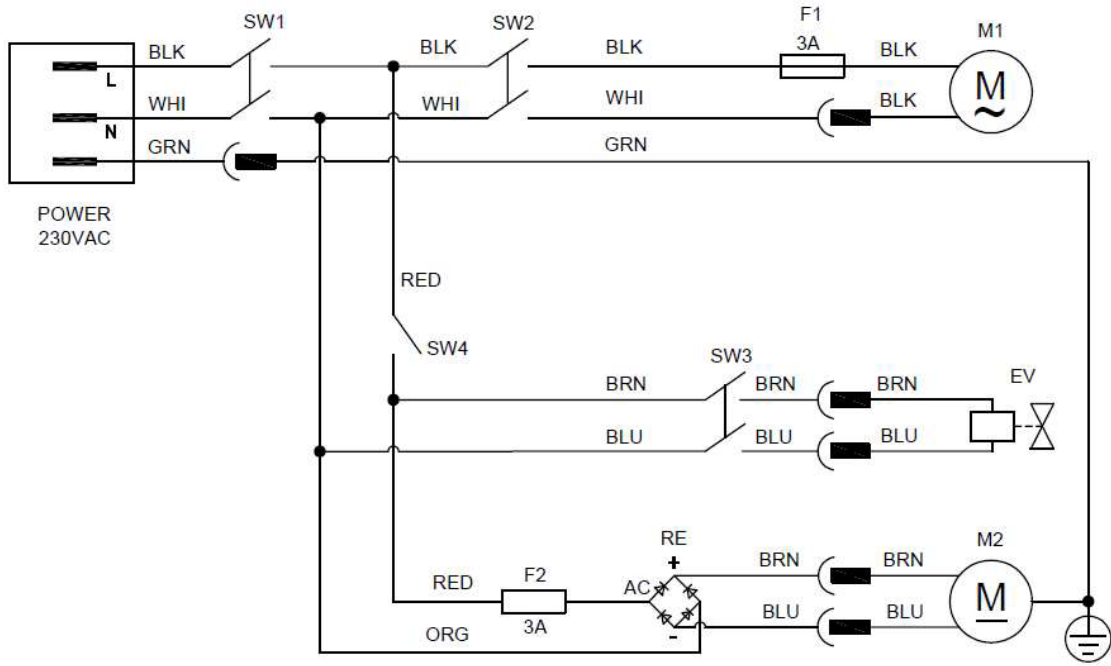 SW1
SW2
F1
3A
M1
BLK
BLK
BLK
BLK
L
WHI
WHI
WHI
BLK
M
~
N
GRN
GRN
POWER
230VAC
RED
SW4
SW3
BRN
BRN
BRN
EV
BLU
BLU
BLU
RE
+
M2
BRN
BRN
RED
F2
AC
3A
M
ORG
-
BLU
BLU